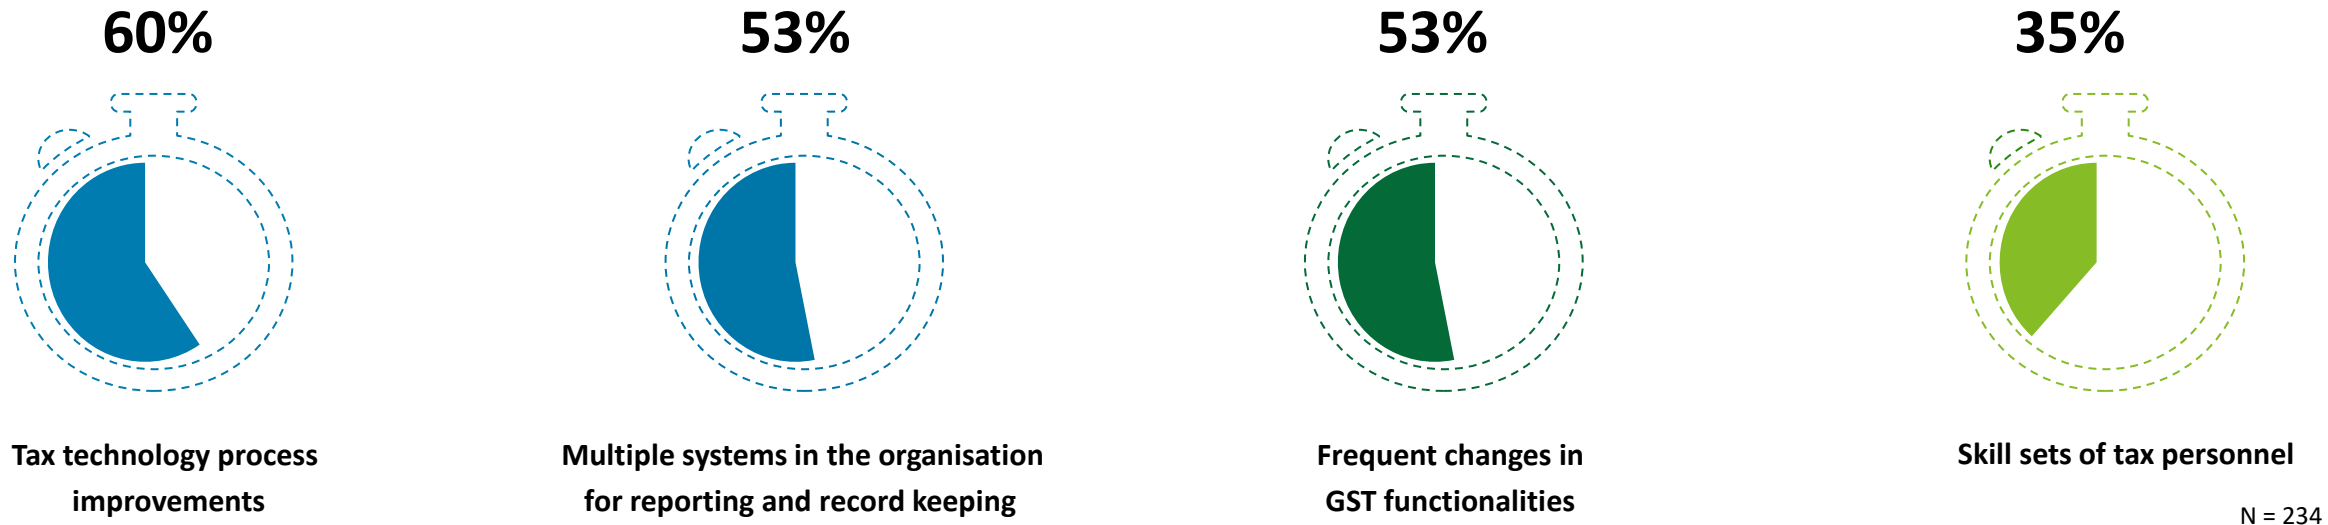 60%
53%
53%
35%
Tax technology process
improvements
Multiple systems in the organisation
for reporting and record keeping
Frequent changes in
GST functionalities
Skill sets of tax personnel
N = 234